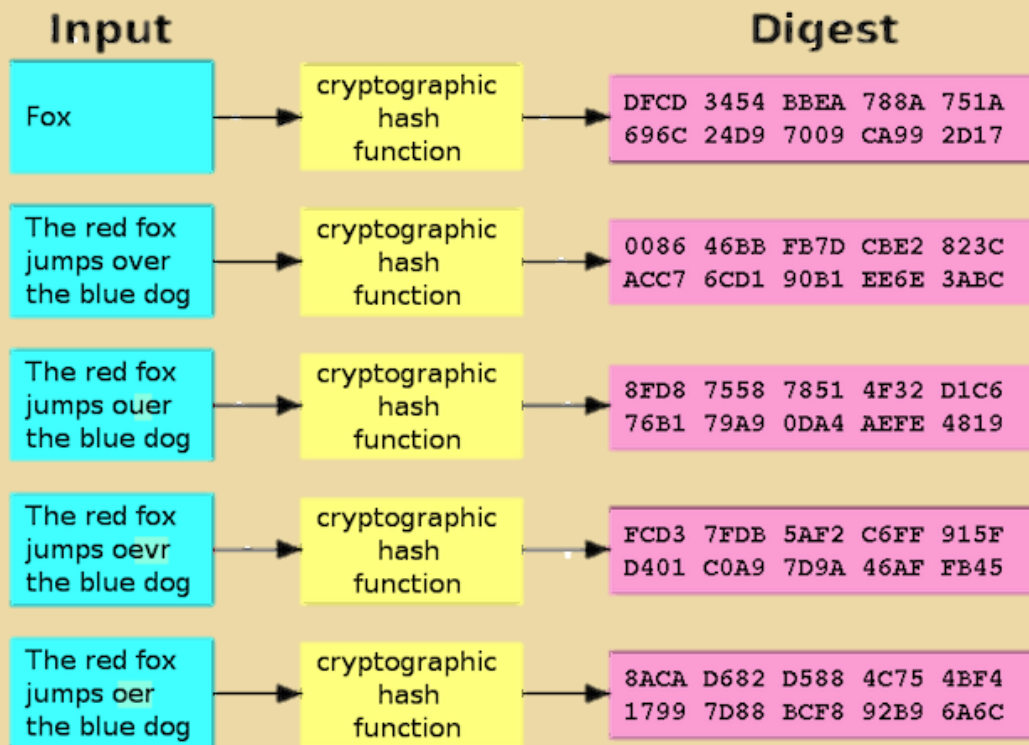 Input
Digest
Fox
cryptographic
hash
function
DFCD 3454 BBEA 788A 751A
696C 24D9 7009 CA99 2D17
The red fox
jumps over
the blue dog
cryptographic
hash
function
0086 46BB FB7D CBE2 823C
ACC7 6CD1 90B1 EE6E 3ABC
The red fox
jumps ouer
the blue dog
cryptographic
hash
function
8FD8 7558 7851 4F32 D1C6
76B1 79A9 0DA4 AEFE 4819
The red fox
jumps oevr
the blue dog
cryptographic
hash
function
FCD3 7FDB 5AF2 C6FF 915F
D401 C0A9 7D9A 46AF FB45
The red fox
jumps oer
the blue dog
cryptographic
hash
function
8ACA D682 D588 4C75 4BF4
1799 7D88 BCF8 92B9 6A6C